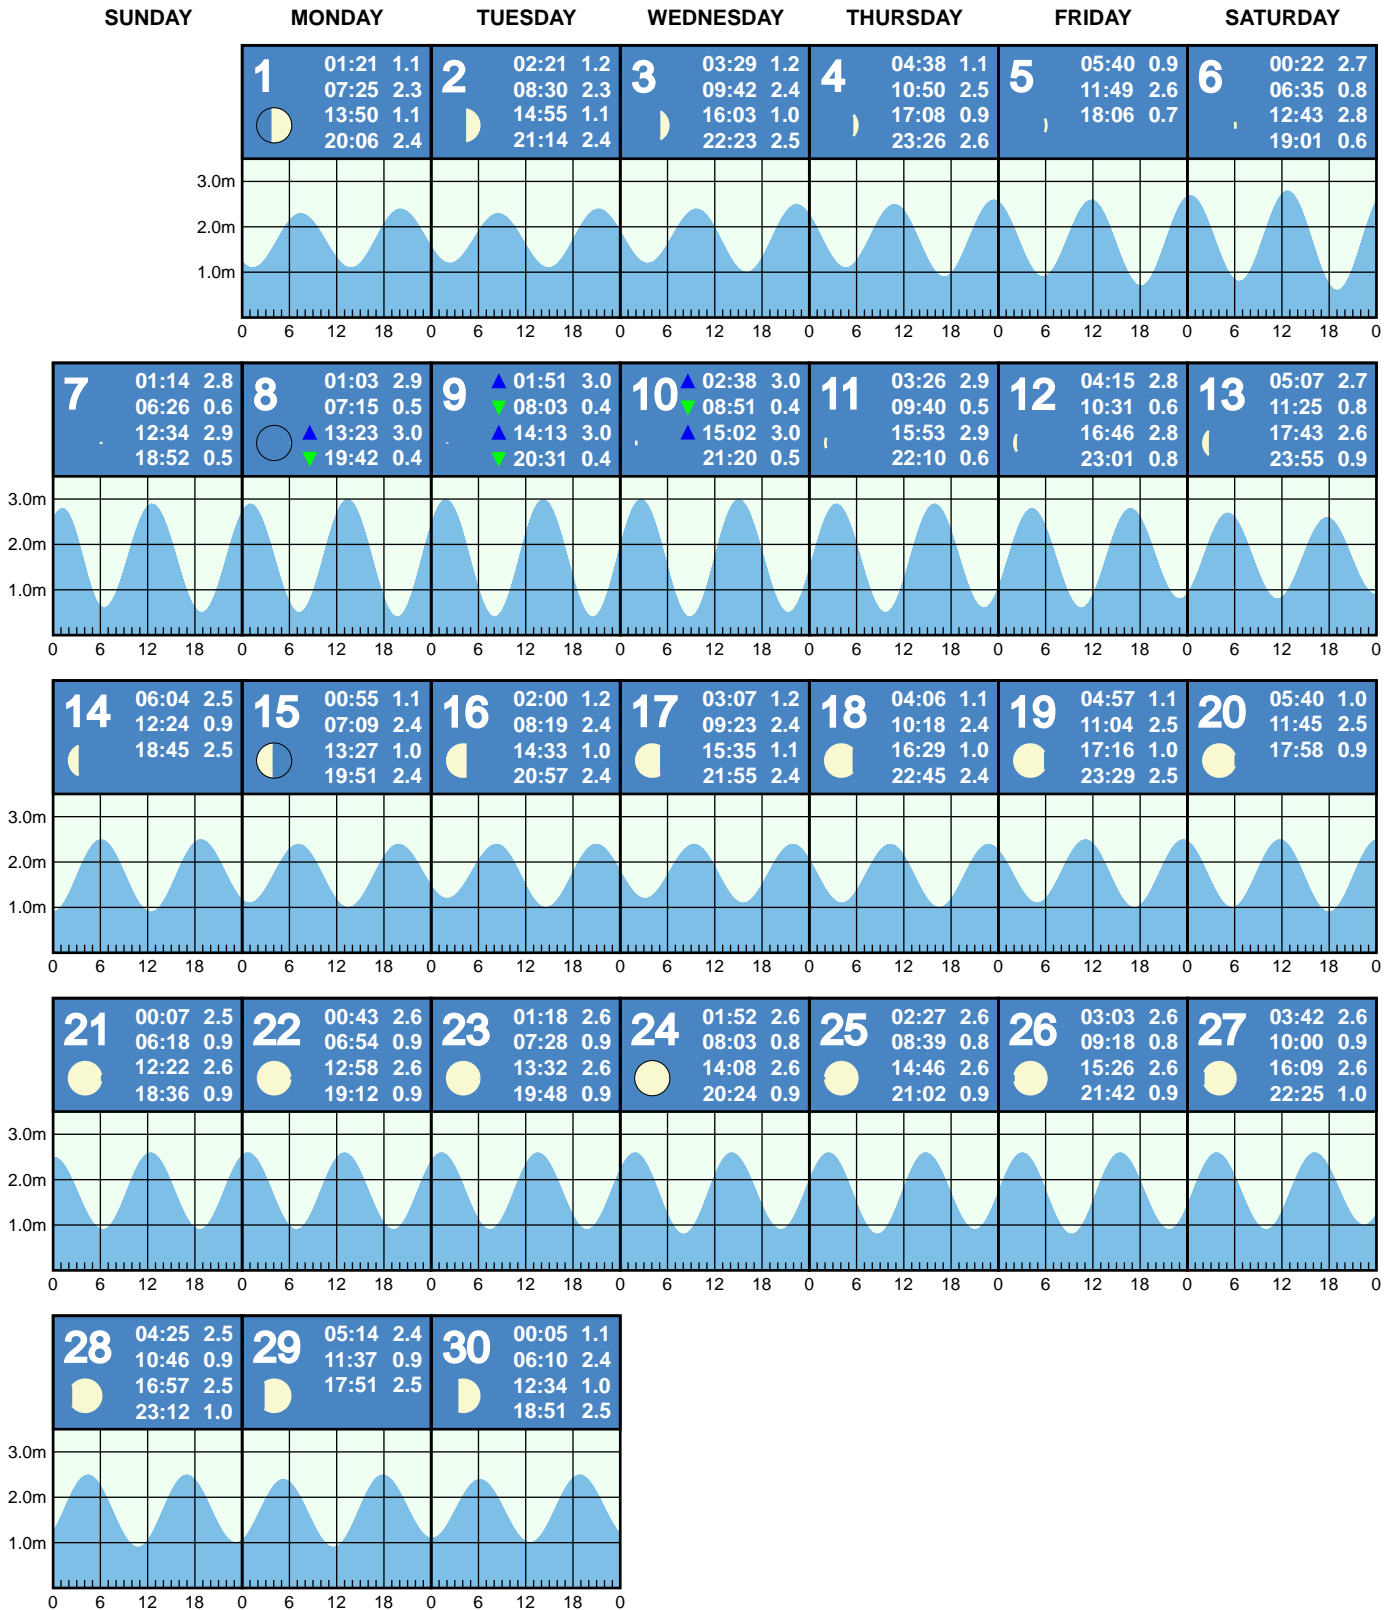 SUNDAY MONDAY TUESDAY WEDNESDAY THURSDAY FRIDAY SATURDAY
1 01:21 1.1
07:25 2.3
13:50 1.1
20:06 2.4
2 02:21 1.2
08:30 2.3
14:55 1.1
21:14 2.4
3 03:29 1.2
09:42 2.4
16:03 1.0
22:23 2.5
4 04:38 1.1
10:50 2.5
17:08 0.9
23:26 2.6
5 05:40 0.9
11:49 2.6
18:06 0.7
6 00:22 2.7
06:35 0.8
12:43 2.8
19:01 0.6
3.0m
2.0m
1.0m
0 6 12 18 0 6 12 18 0 6 12 18 0 6 12 18 0 6 12 18 0 6 12 18 0
7 01:14 2.8
06:26 0.6
12:34 2.9
18:52 0.5
8 01:03 2.9
07:15 0.5
▲ 13:23 3.0
▼ 19:42 0.4
9 ▲ 01:51 3.0
▼ 08:03 0.4
▲ 14:13 3.0
▼ 20:31 0.4
10 ▲ 02:38 3.0
▼ 08:51 0.4
▲ 15:02 3.0
21:20 0.5
11 03:26 2.9
09:40 0.5
15:53 2.9
22:10 0.6
12 04:15 2.8
10:31 0.6
16:46 2.8
23:01 0.8
13 05:07 2.7
11:25 0.8
17:43 2.6
23:55 0.9
3.0m
2.0m
1.0m
0 6 12 18 0 6 12 18 0 6 12 18 0 6 12 18 0 6 12 18 0 6 12 18 0 6 12 18 0
14 06:04 2.5
12:24 0.9
18:45 2.5
15 00:55 1.1
07:09 2.4
13:27 1.0
19:51 2.4
16 02:00 1.2
08:19 2.4
14:33 1.0
20:57 2.4
17 03:07 1.2
09:23 2.4
15:35 1.1
21:55 2.4
18 04:06 1.1
10:18 2.4
16:29 1.0
22:45 2.4
19 04:57 1.1
11:04 2.5
17:16 1.0
23:29 2.5
20 05:40 1.0
11:45 2.5
17:58 0.9
3.0m
2.0m
1.0m
0 6 12 18 0 6 12 18 0 6 12 18 0 6 12 18 0 6 12 18 0 6 12 18 0 6 12 18 0
21 00:07 2.5
06:18 0.9
12:22 2.6
18:36 0.9
22 00:43 2.6
06:54 0.9
12:58 2.6
19:12 0.9
23 01:18 2.6
07:28 0.9
13:32 2.6
19:48 0.9
24 01:52 2.6
08:03 0.8
14:08 2.6
20:24 0.9
25 02:27 2.6
08:39 0.8
14:46 2.6
21:02 0.9
26 03:03 2.6
09:18 0.8
15:26 2.6
21:42 0.9
27 03:42 2.6
10:00 0.9
16:09 2.6
22:25 1.0
3.0m
2.0m
1.0m
0 6 12 18 0 6 12 18 0 6 12 18 0 6 12 18 0 6 12 18 0 6 12 18 0 6 12 18 0
28 04:25 2.5
10:46 0.9
16:57 2.5
23:12 1.0
29 05:14 2.4
11:37 0.9
17:51 2.5
30 00:05 1.1
06:10 2.4
12:34 1.0
18:51 2.5
3.0m
2.0m
1.0m
0 6 12 18 0 6 12 18 0 6 12 18 0